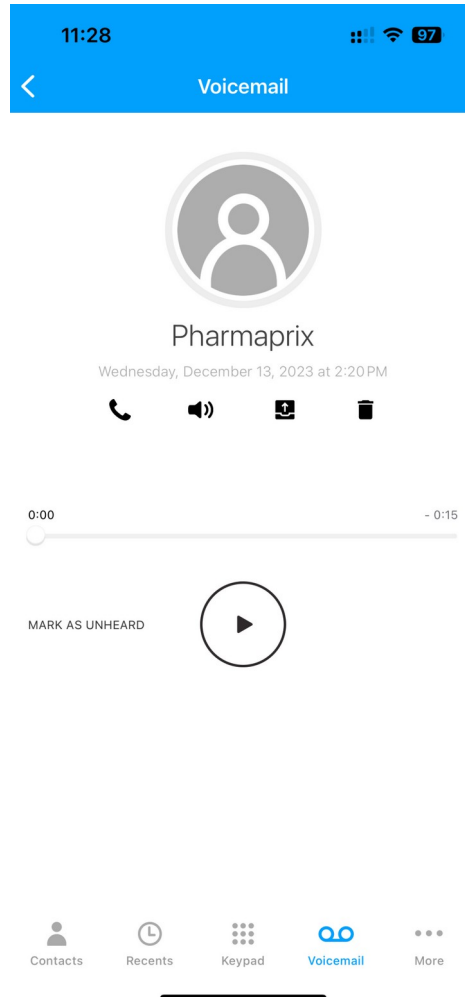 11:28
97
Voicemail
Pharmaprix
Wednesday, December 13, 2023 at 2:20 PM
0:00 - 0:15
MARK AS UNHEARD
Contacts Recents Keypad Voicemail More